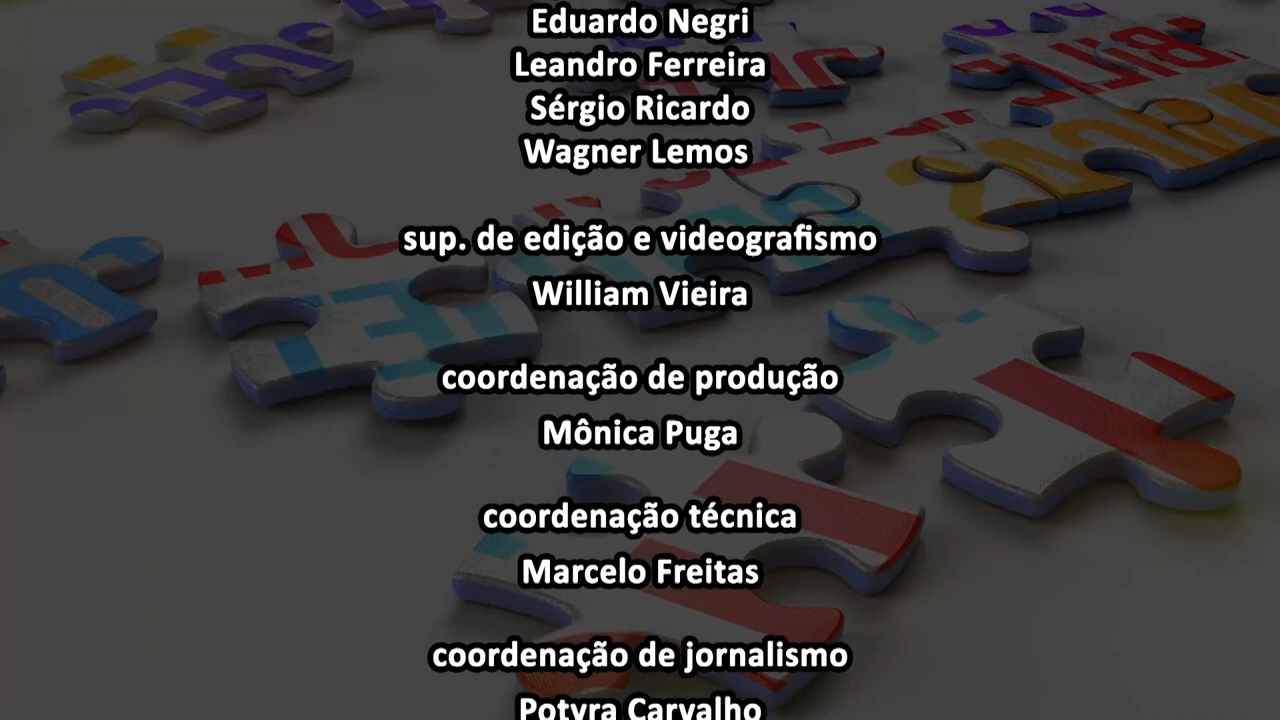 Eduardo Negri
Leandro Ferreira
Sérgio Ricardo
Wagner Lemos
sup. de edição e videografismo
William Vieira
coordenação de produção
Mônica Puga
coordenação técnica
Marcelo Freitas
coordenação de jornalismo
Potyra Carvalho